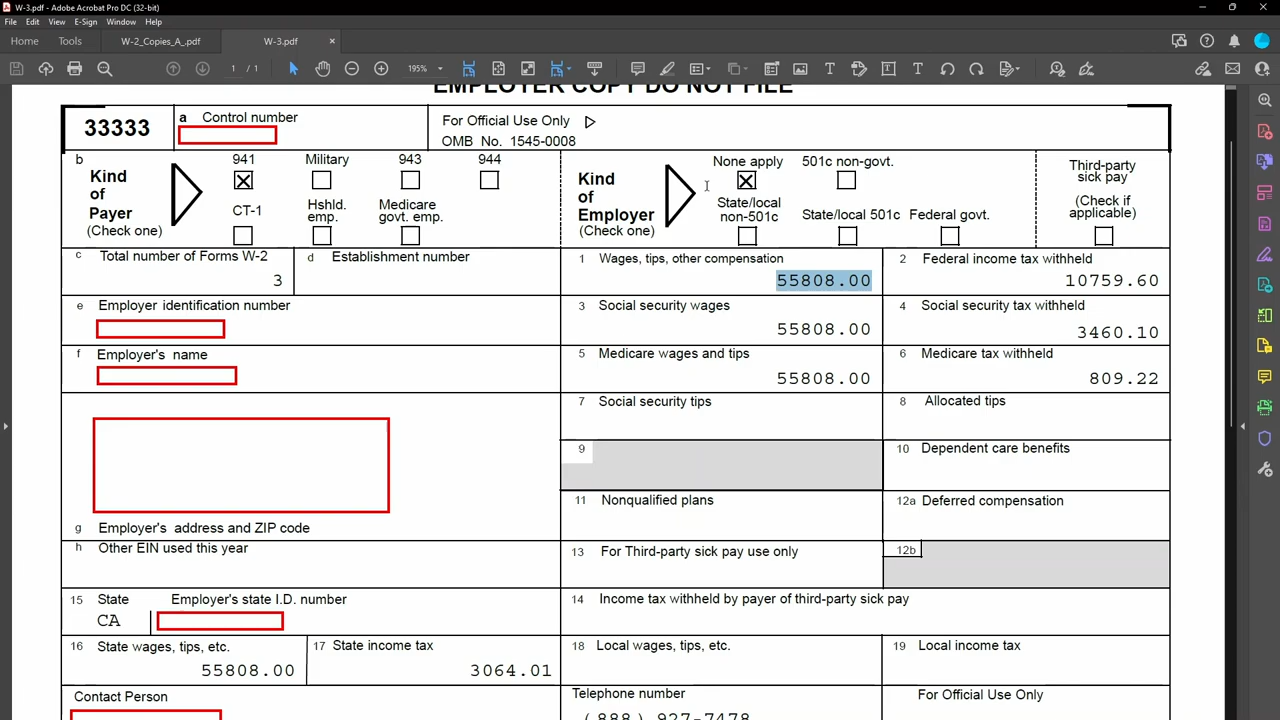 W-3.pdf - Adobe Acrobat Pro DC (32-bit)
File Edit View E-Sign Window Help
Home Tools W-2_Copies_A_.pdf W-3.pdf ×
1 / 1 195%
EMPLOYER COPY DO NOT FILE
33333 a Control number For Official Use Only
OMB No. 1545-0008
b Kind of Payer (Check one)
941 Military 943 944
CT-1 Hshld. emp. Medicare govt. emp.
Kind of Employer (Check one)
None apply 501c non-govt.
State/local non-501c State/local 501c Federal govt.
Third-party sick pay (Check if applicable)
c Total number of Forms W-2
3
d Establishment number
1 Wages, tips, other compensation
55808.00
2 Federal income tax withheld
10759.60
e Employer identification number
3 Social security wages
55808.00
4 Social security tax withheld
3460.10
f Employer's name
5 Medicare wages and tips
55808.00
6 Medicare tax withheld
809.22
7 Social security tips
8 Allocated tips
9
10 Dependent care benefits
11 Nonqualified plans
12a Deferred compensation
g Employer's address and ZIP code
h Other EIN used this year
13 For Third-party sick pay use only
12b
15 State Employer's state I.D. number
CA
14 Income tax withheld by payer of third-party sick pay
16 State wages, tips, etc.
55808.00
17 State income tax
3064.01
18 Local wages, tips, etc.
19 Local income tax
Contact Person
Telephone number
(888) 927-7478
For Official Use Only